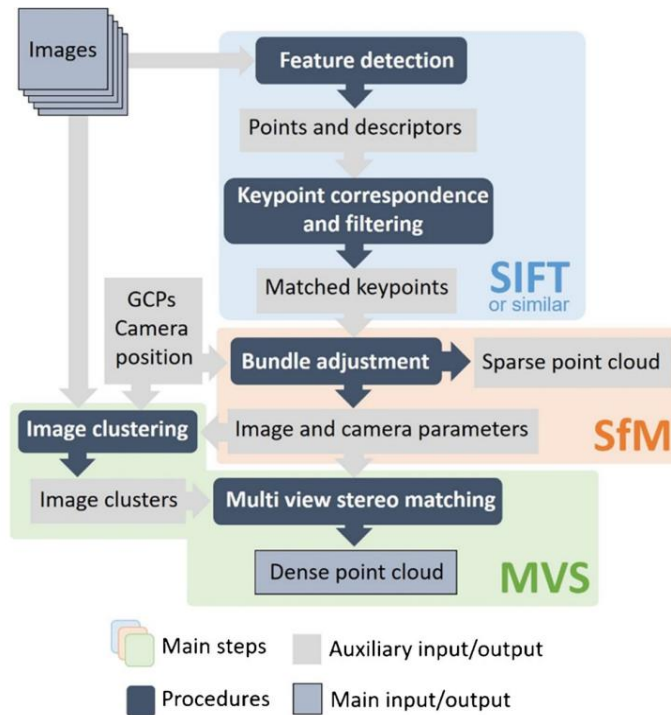 Images
Feature detection
Points and descriptors
Keypoint correspondence
and filtering
SIFT
or similar
Matched keypoints
GCPs
Camera
position
Bundle adjustment
Sparse point cloud
Image clustering
Image and camera parameters
SfM
Image clusters
Multi view stereo matching
Dense point cloud
MVS
Main steps
Auxiliary input/output
Procedures
Main input/output